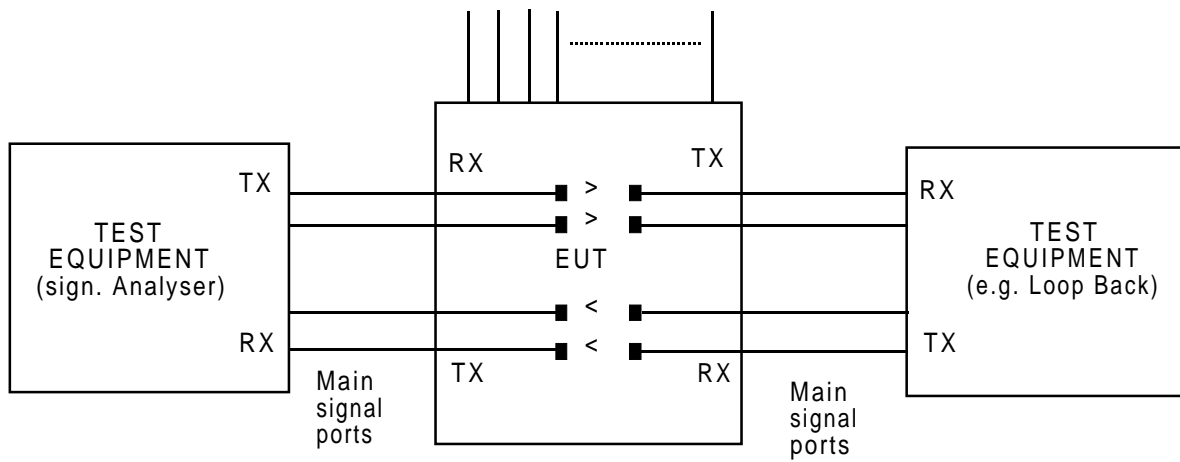 RX
TX
TX
>
RX
TEST
EQUIPMENT
(sign. Analyser)
>
EUT
TEST
EQUIPMENT
(e.g. Loop Back)
<
RX
<
TX
TX
RX
Main
signal
ports
Main
signal
ports